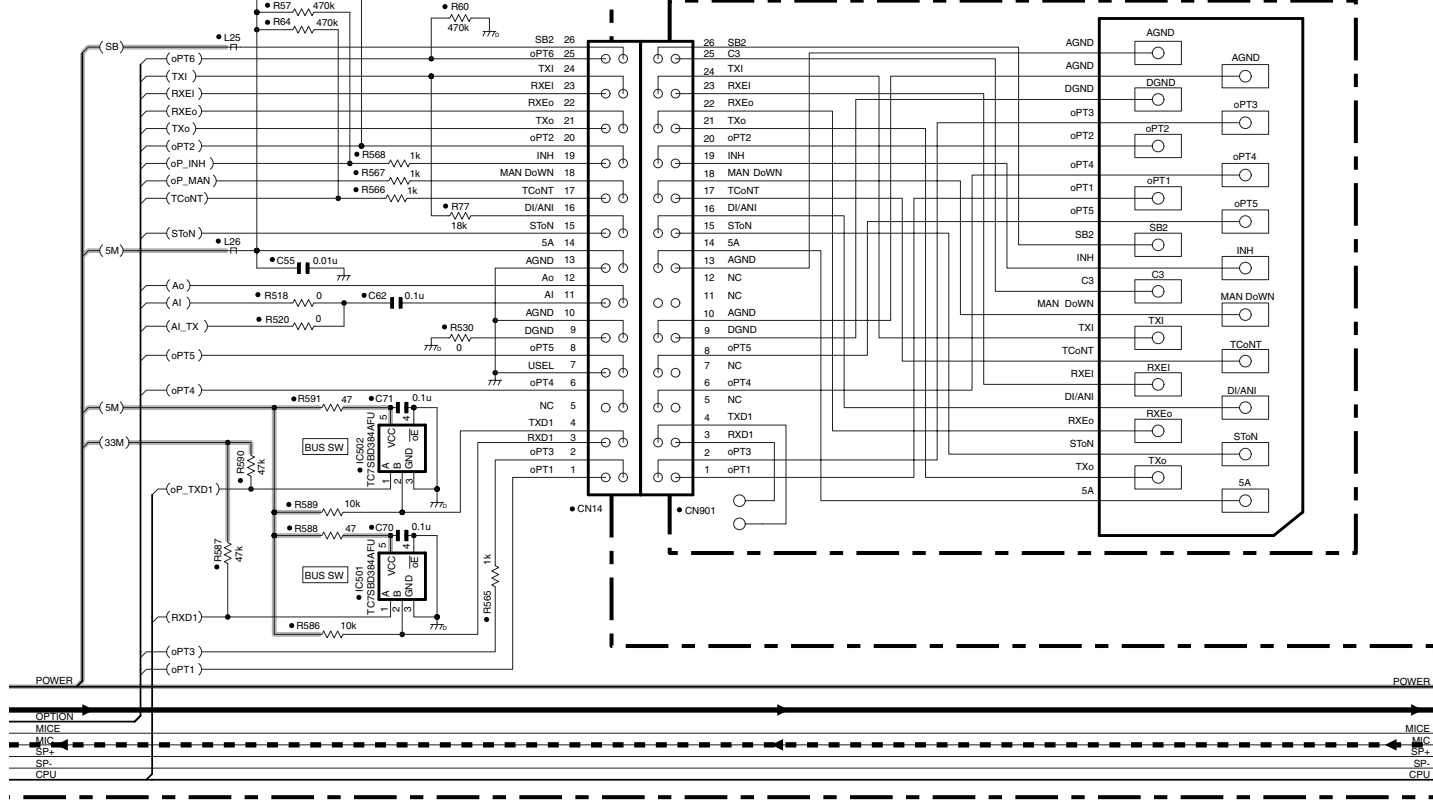 R57 470k
R64 470k
R60
470k
L25
(SB)
(oPT6)
(TXI)
(RXEI)
(RXEo)
(TXo)
(oPT2)
(oP_INH)
(oP_MAN)
(TCoNT)
(SToN)
(5M)
L26
R568 1k
R567 1k
R566 1k
R77
18k
C55 0.01u
(Ao)
(AI)
(AI_TX)
R518 0
R520 0
C62 0.1u
R530
0
(oPT5)
(oPT4)
(5M)
(33M)
R591 47
C71 0.1u
BUS SW
IC502
TC7SBD384AFU
VCC
oE
A
B
GND
5
4
1
2
3
R590
47k
(oP_TXD1)
R589 10k
R588 47
C70 0.1u
R587
47k
BUS SW
IC501
TC7SBD384AFU
VCC
oE
A
B
GND
5
4
1
2
3
(RXD1)
R586 10k
R565 1k
(oPT3)
(oPT1)
SB2 26
oPT6 25
TXI 24
RXEI 23
RXEo 22
TXo 21
oPT2 20
INH 19
MAN DoWN 18
TCoNT 17
DI/ANI 16
SToN 15
5A 14
AGND 13
Ao 12
AI 11
AGND 10
DGND 9
oPT5 8
USEL 7
oPT4 6
NC 5
TXD1 4
RXD1 3
oPT3 2
oPT1 1
CN14
26 SB2
25 C3
24 TXI
23 RXEI
22 RXEo
21 TXo
20 oPT2
19 INH
18 MAN DoWN
17 TCoNT
16 DI/ANI
15 SToN
14 5A
13 AGND
12 NC
11 NC
10 AGND
9 DGND
8 oPT5
7 NC
6 oPT4
5 NC
4 TXD1
3 RXD1
2 oPT3
1 oPT1
CN901
AGND
AGND
DGND
oPT3
oPT2
oPT4
oPT1
oPT5
SB2
INH
C3
MAN DoWN
TXI
TCoNT
RXEI
DI/ANI
RXEo
SToN
TXo
5A
AGND
AGND
DGND
oPT3
oPT2
oPT4
oPT1
oPT5
SB2
INH
C3
MAN DoWN
TXI
TCoNT
RXEI
DI/ANI
RXEo
SToN
TXo
5A
POWER POWER
OPTION
MICE MICE
MIC MIC
SP+ SP+
SP- SP-
CPU CPU